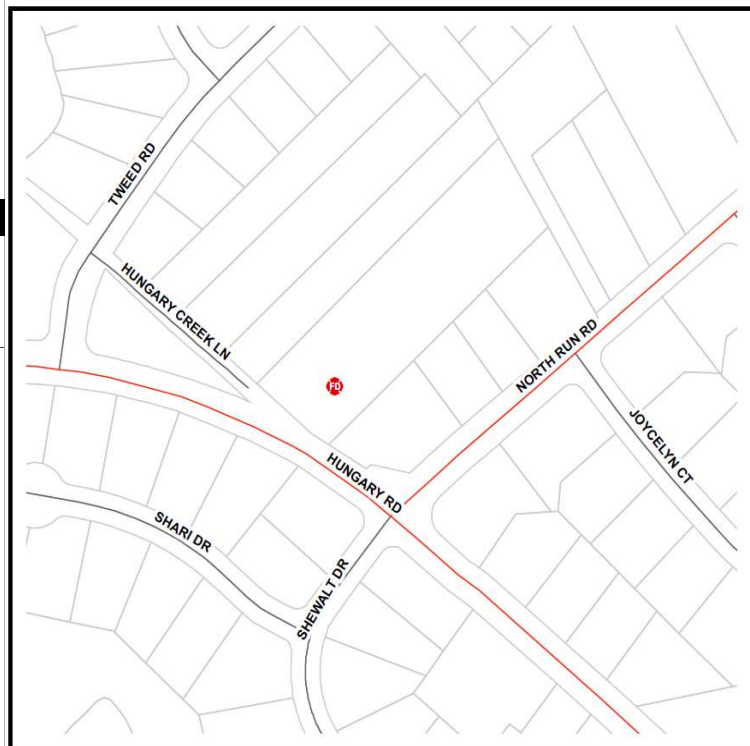 TWEED RD
HUNGARY CREEK LN
NORTH RUN RD
FD
JOYCELYN CT
HUNGARY RD
SHARI DR
SHEWALT DR